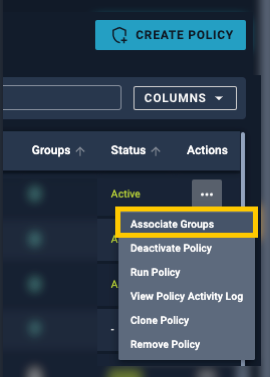 CREATE POLICY
COLUMNS
Groups Status Actions
Active
Associate Groups
Deactivate Policy
Run Policy
View Policy Activity Log
-
Clone Policy
Remove Policy